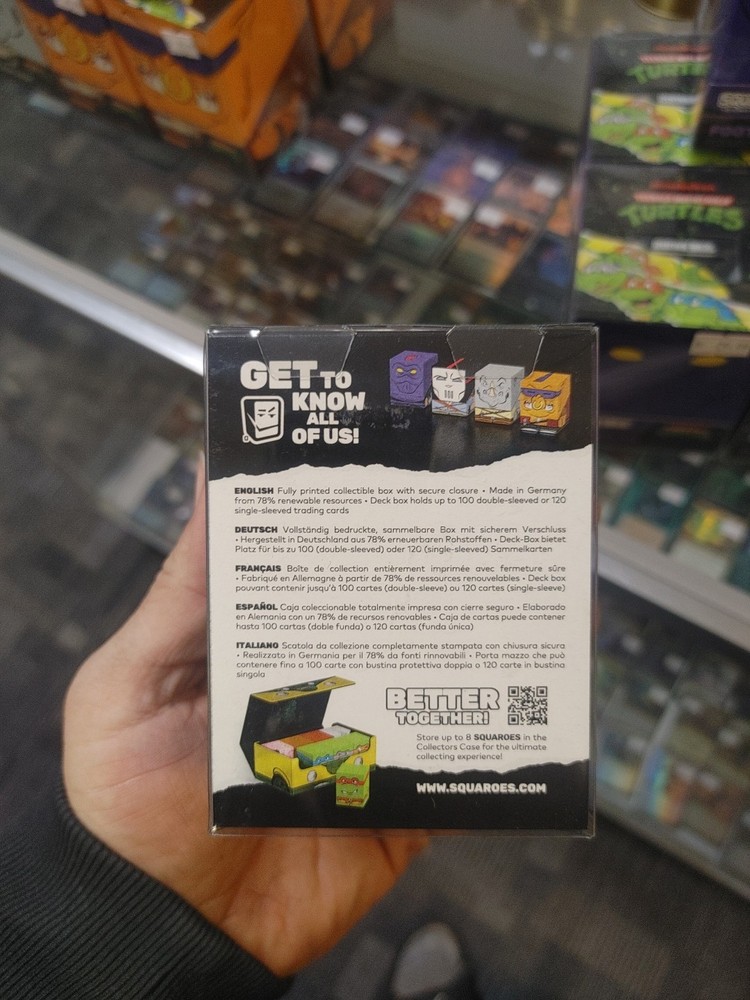 TURTLES
TURTLES
GET TO
KNOW
ALL
OF US!
ENGLISH Fully printed collectible box with secure closure • Made in Germany
from 78% renewable resources • Deck box holds up to 100 double-sleeved or 120
single-sleeved trading cards
DEUTSCH Vollständig bedruckte, sammelbare Box mit sicherem Verschluss
• Hergestellt in Deutschland aus 78% erneuerbaren Rohstoffen • Deck-Box bietet
Platz für bis zu 100 (double-sleeved) oder 120 (single-sleeved) Sammelkarten
FRANÇAIS Boîte de collection entièrement imprimée avec fermeture sûre
• Fabriqué en Allemagne à partir de 78% de ressources renouvelables • Deck box
pouvant contenir jusqu'à 100 cartes (double-sleeve) ou 120 cartes (single-sleeve)
ESPAÑOL Caja coleccionable totalmente impresa con cierre seguro • Elaborado
en Alemania con un 78% de recursos renovables • Caja de cartas puede contener
hasta 100 cartas (doble funda) o 120 cartas (funda única)
ITALIANO Scatola da collezione completamente stampata con chiusura sicura
• Realizzato in Germania per il 78% da fonti rinnovabili • Porta mazzo che può
contenere fino a 100 carte con bustina protettiva doppia o 120 carte in bustina
singola
BETTER
TOGETHER!
Store up to 8 SQUAROES in the
Collectors Case for the ultimate
collecting experience!
WWW.SQUAROES.COM